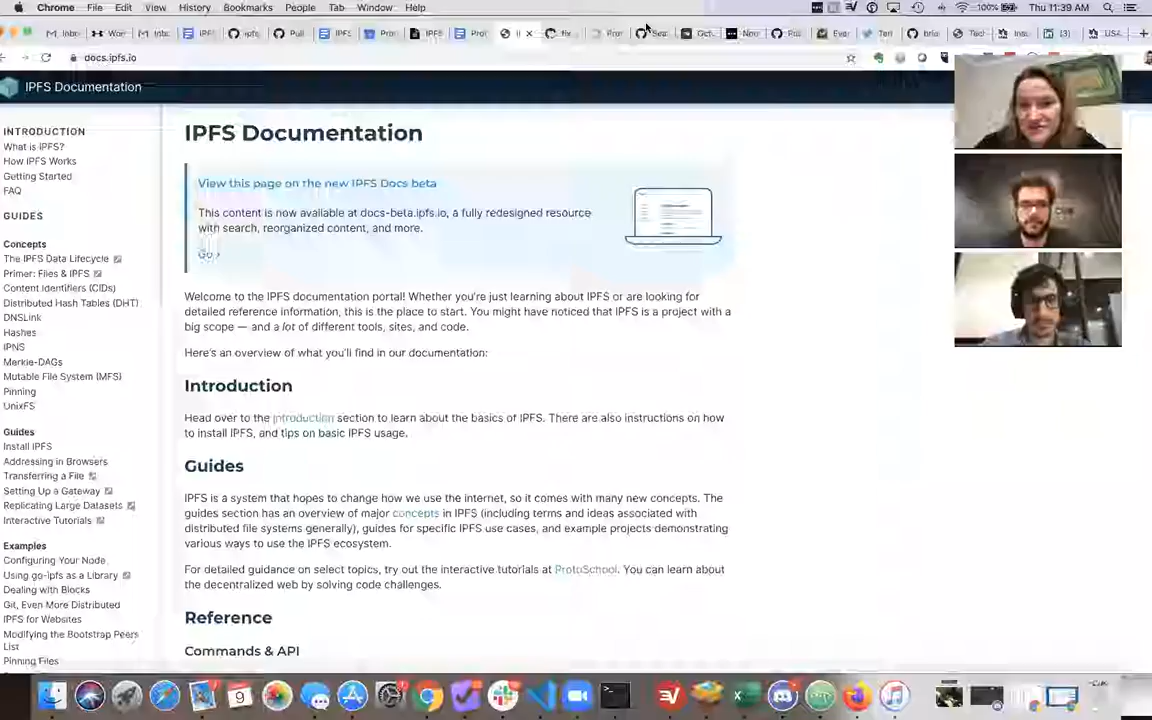 Chrome File Edit View History Bookmarks People Tab Window Help
100% Thu 11:39 AM
docs.ipfs.io
IPFS Documentation
INTRODUCTION
What is IPFS?
How IPFS Works
Getting Started
FAQ
GUIDES
Concepts
The IPFS Data Lifecycle
Primer: Files & IPFS
Content Identifiers (CIDs)
Distributed Hash Tables (DHT)
DNSLink
Hashes
IPNS
Merkle-DAGs
Mutable File System (MFS)
Pinning
UnixFS
Guides
Install IPFS
Addressing in Browsers
Transferring a File
Setting Up a Gateway
Replicating Large Datasets
Interactive Tutorials
Examples
Configuring Your Node
Using go-ipfs as a Library
Dealing with Blocks
Git, Even More Distributed
IPFS for Websites
Modifying the Bootstrap Peers
List
Pinning Files
IPFS Documentation
View this page on the new IPFS Docs beta
This content is now available at docs-beta.ipfs.io, a fully redesigned resource
with search, reorganized content, and more.
Go ›
Welcome to the IPFS documentation portal! Whether you're just learning about IPFS or are looking for
detailed reference information, this is the place to start. You might have noticed that IPFS is a project with a
big scope — and a lot of different tools, sites, and code.
Here's an overview of what you'll find in our documentation:
Introduction
Head over to the introduction section to learn about the basics of IPFS. There are also instructions on how
to install IPFS, and tips on basic IPFS usage.
Guides
IPFS is a system that hopes to change how we use the internet, so it comes with many new concepts. The
guides section has an overview of major concepts in IPFS (including terms and ideas associated with
distributed file systems generally), guides for specific IPFS use cases, and example projects demonstrating
various ways to use the IPFS ecosystem.
For detailed guidance on select topics, try out the interactive tutorials at ProtoSchool. You can learn about
the decentralized web by solving code challenges.
Reference
Commands & API